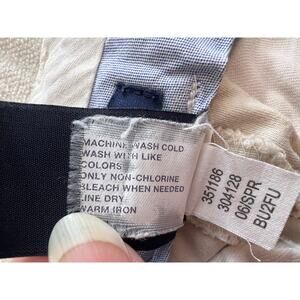 MACHINE WASH COLD
WASH WITH LIKE
COLORS
ONLY NON-CHLORINE
BLEACH WHEN NEEDED
LINE DRY
WARM IRON
351186
304128
06/SPR
BU2FU